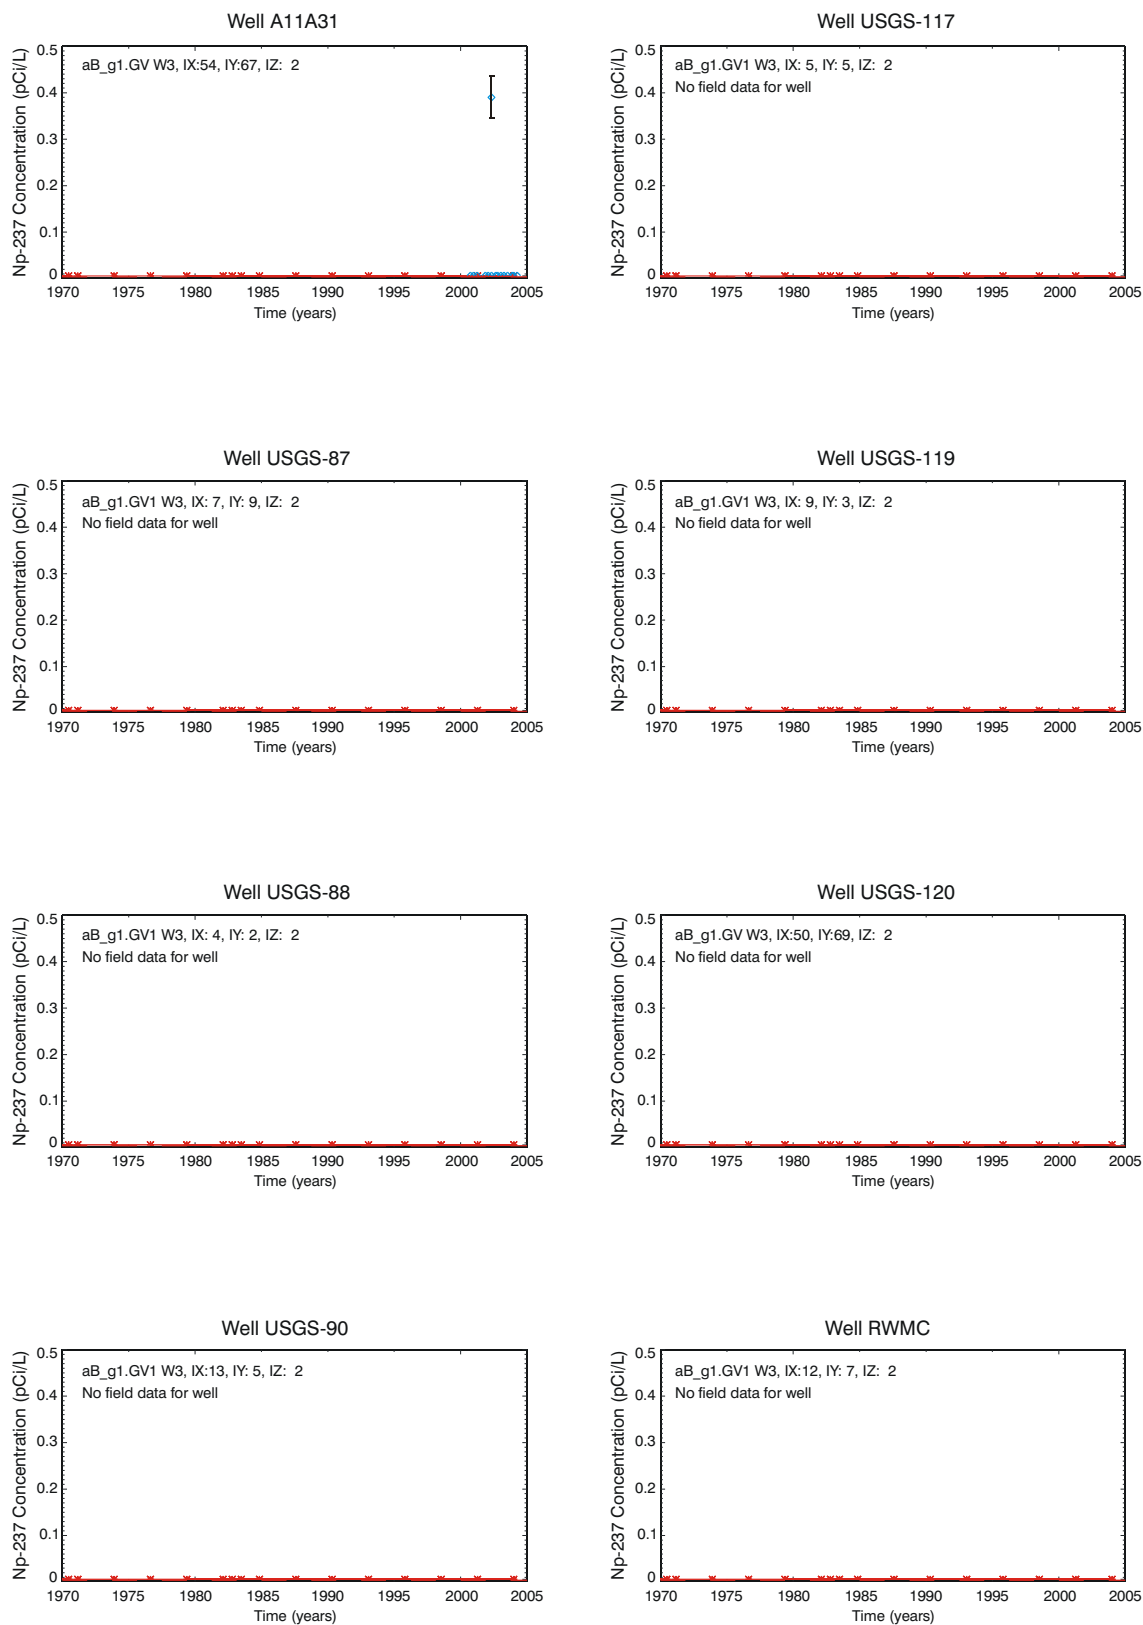 Well A11A31
Np-237 Concentration (pCi/L)
0.5
0.4
0.3
0.2
0.1
0
aB_g1.GV W3, IX:54, IY:67, IZ: 2
1970 1975 1980 1985 1990 1995 2000 2005
Time (years)
Well USGS-117
Np-237 Concentration (pCi/L)
0.5
0.4
0.3
0.2
0.1
0
aB_g1.GV1 W3, IX: 5, IY: 5, IZ: 2
No field data for well
1970 1975 1980 1985 1990 1995 2000 2005
Time (years)
Well USGS-87
Np-237 Concentration (pCi/L)
0.5
0.4
0.3
0.2
0.1
0
aB_g1.GV1 W3, IX: 7, IY: 9, IZ: 2
No field data for well
1970 1975 1980 1985 1990 1995 2000 2005
Time (years)
Well USGS-119
Np-237 Concentration (pCi/L)
0.5
0.4
0.3
0.2
0.1
0
aB_g1.GV1 W3, IX: 9, IY: 3, IZ: 2
No field data for well
1970 1975 1980 1985 1990 1995 2000 2005
Time (years)
Well USGS-88
Np-237 Concentration (pCi/L)
0.5
0.4
0.3
0.2
0.1
0
aB_g1.GV1 W3, IX: 4, IY: 2, IZ: 2
No field data for well
1970 1975 1980 1985 1990 1995 2000 2005
Time (years)
Well USGS-120
Np-237 Concentration (pCi/L)
0.5
0.4
0.3
0.2
0.1
0
aB_g1.GV W3, IX:50, IY:69, IZ: 2
No field data for well
1970 1975 1980 1985 1990 1995 2000 2005
Time (years)
Well USGS-90
Np-237 Concentration (pCi/L)
0.5
0.4
0.3
0.2
0.1
0
aB_g1.GV1 W3, IX:13, IY: 5, IZ: 2
No field data for well
1970 1975 1980 1985 1990 1995 2000 2005
Time (years)
Well RWMC
Np-237 Concentration (pCi/L)
0.5
0.4
0.3
0.2
0.1
0
aB_g1.GV1 W3, IX:12, IY: 7, IZ: 2
No field data for well
1970 1975 1980 1985 1990 1995 2000 2005
Time (years)